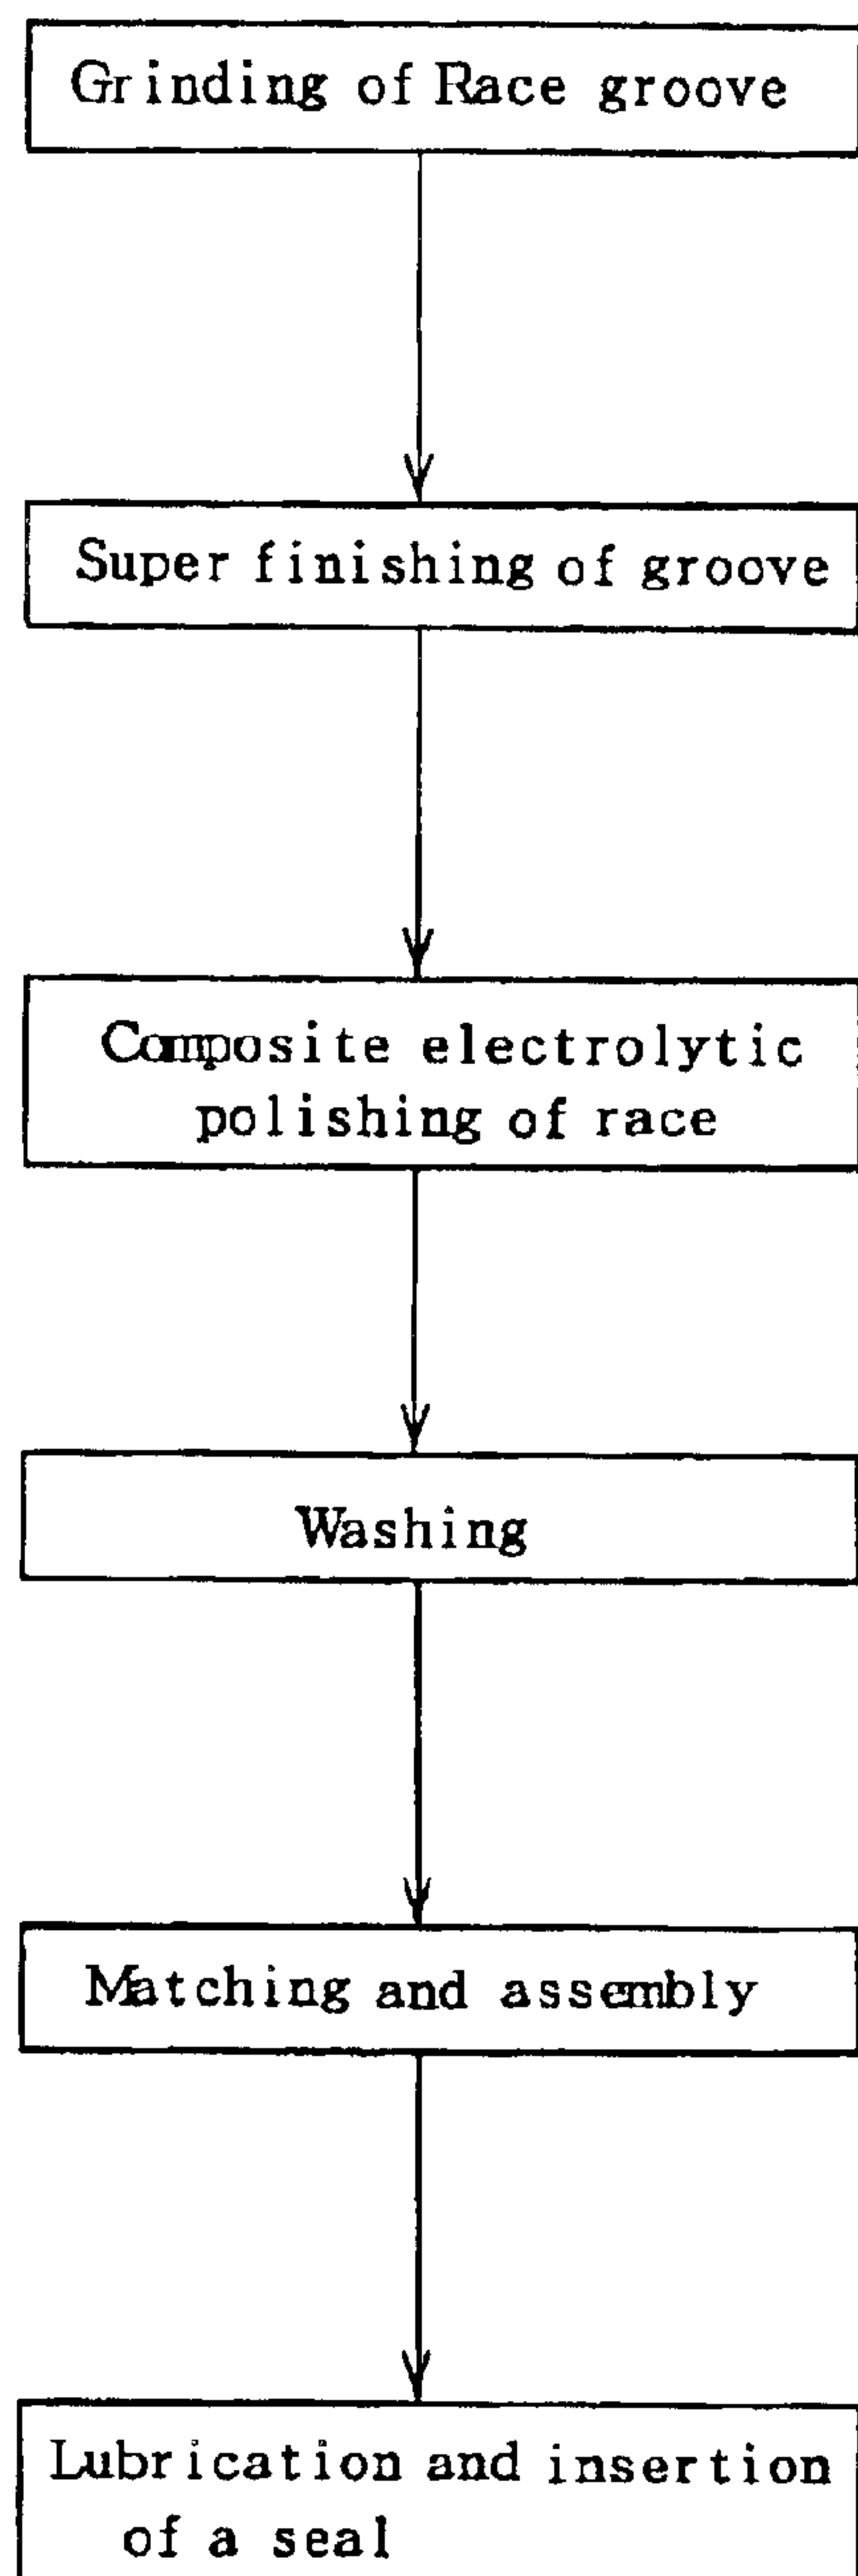 Grinding of Race groove
Super finishing of groove
Composite electrolytic
polishing of race
Washing
Matching and assembly
Lubrication and insertion
of a seal